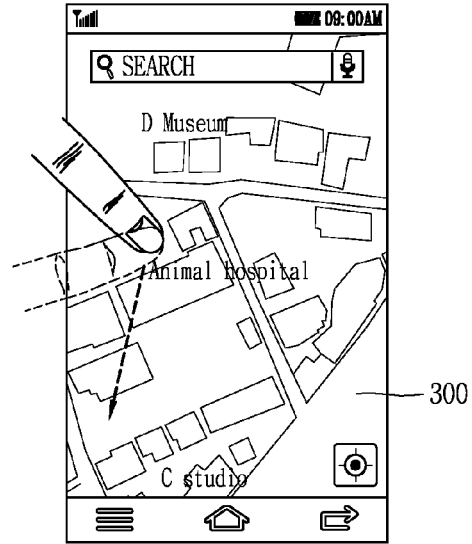 09:00AM
SEARCH
D Museum
Animal hospital
300
C studio